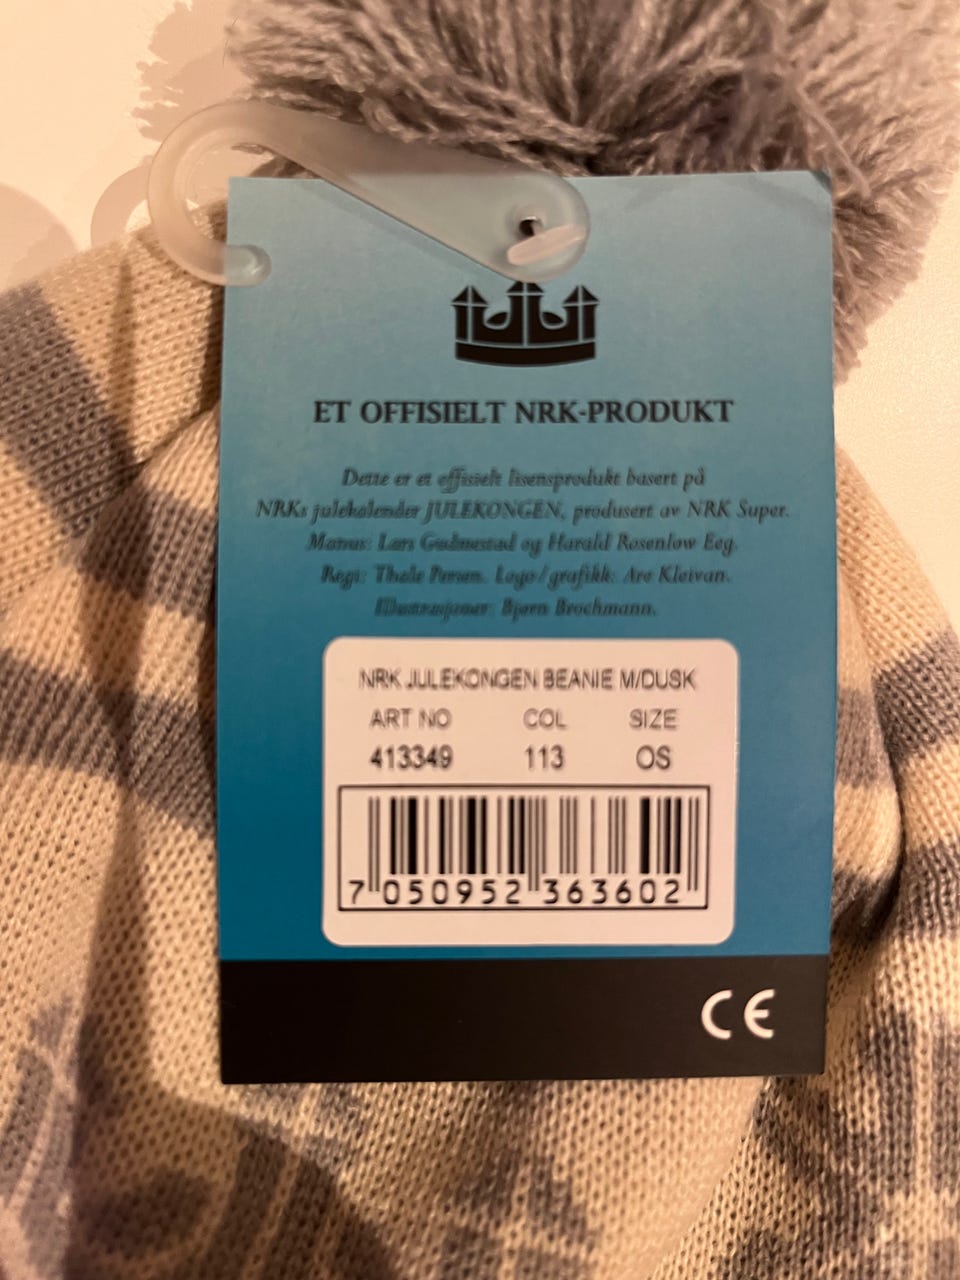 ET OFFISIELT NRK-PRODUKT
Dette er et offisielt lisensprodukt basert på
NRKs julekalender JULEKONGEN, produsert av NRK Super.
Manus: Lars Gudmestad og Harald Rosenløw Eeg.
Regi: Thale Persen. Logo/grafikk: Are Kleivan.
Illustrasjoner: Bjørn Brochmann.
NRK JULEKONGEN BEANIE M/DUSK
ART NO COL SIZE
413349 113 OS
7 050952 363602
CE